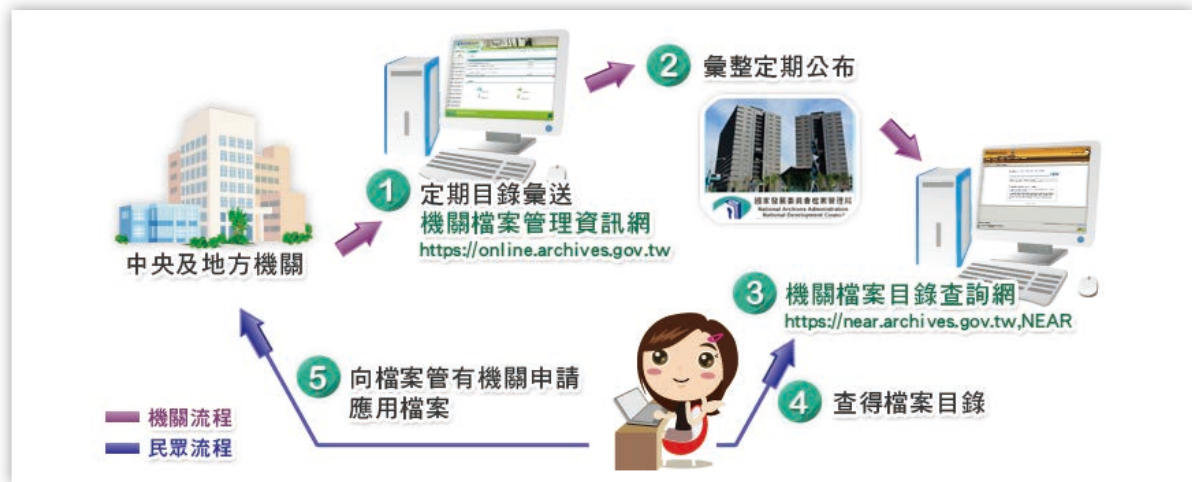 1 定期目錄彙送
機關檔案管理資訊網
https://online.archives.gov.tw
2 彙整定期公布
國家發展委員會檔案管理局
National Archives Administration
National Development Council
中央及地方機關
3 機關檔案目錄查詢網
https://near.archives.gov.tw,NEAR
4 查得檔案目錄
5 向檔案管有機關申請
應用檔案
機關流程
民眾流程